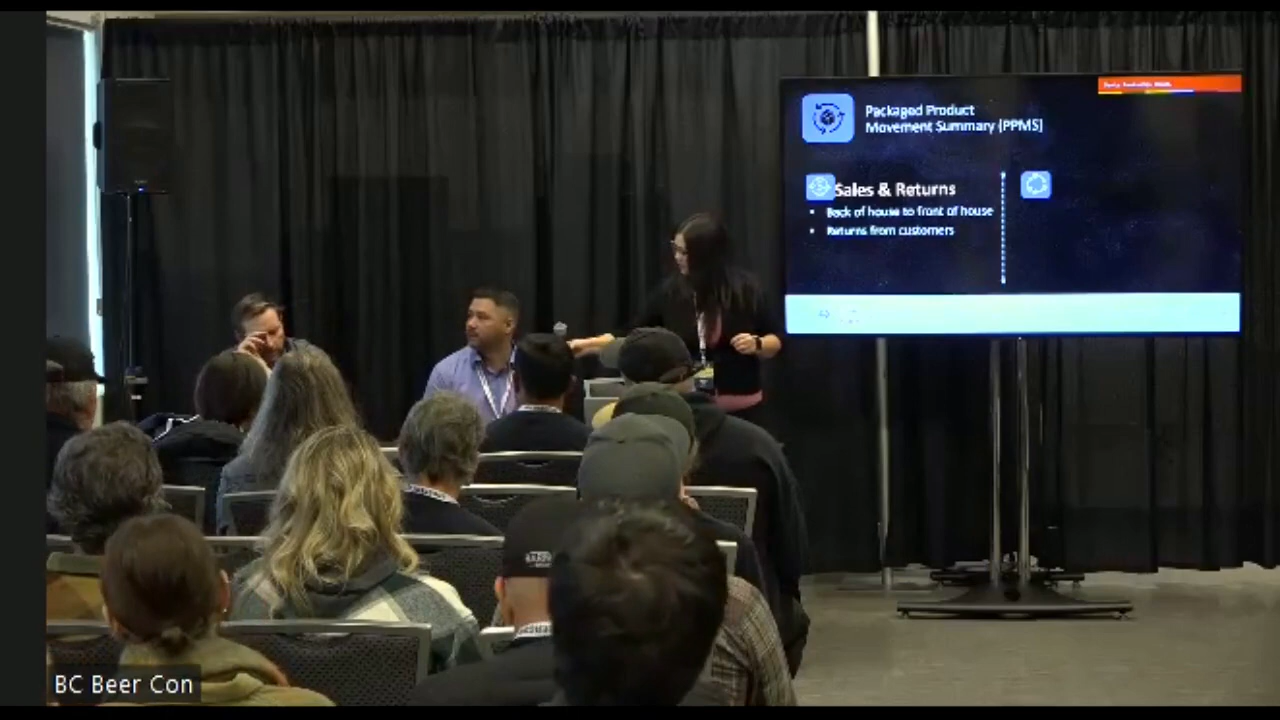 Packaged Product
Movement Summary (PPMS)
Sales & Returns
• Back of house to front of house
• Returns from customers
BC Beer Con